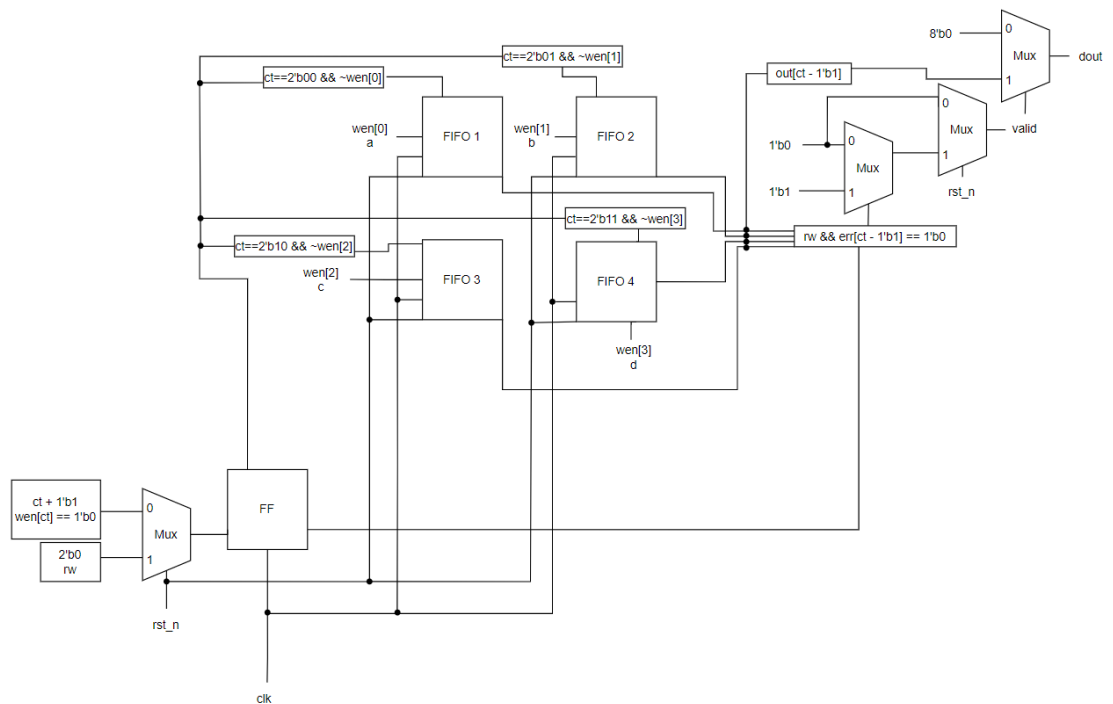 8'b0
0
Mux
1
dout
ct==2'b01 && ~wen[1]
ct==2'b00 && ~wen[0]
out[ct - 1'b1]
wen[0]
a
FIFO 1
wen[1]
b
FIFO 2
0
Mux
1
valid
1'b0
0
Mux
1
1'b1
rst_n
ct==2'b11 && ~wen[3]
ct==2'b10 && ~wen[2]
rw && err[ct - 1'b1] == 1'b0
wen[2]
c
FIFO 3
FIFO 4
wen[3]
d
ct + 1'b1
wen[ct] == 1'b0
0
Mux
1
FF
2'b0
rw
rst_n
clk